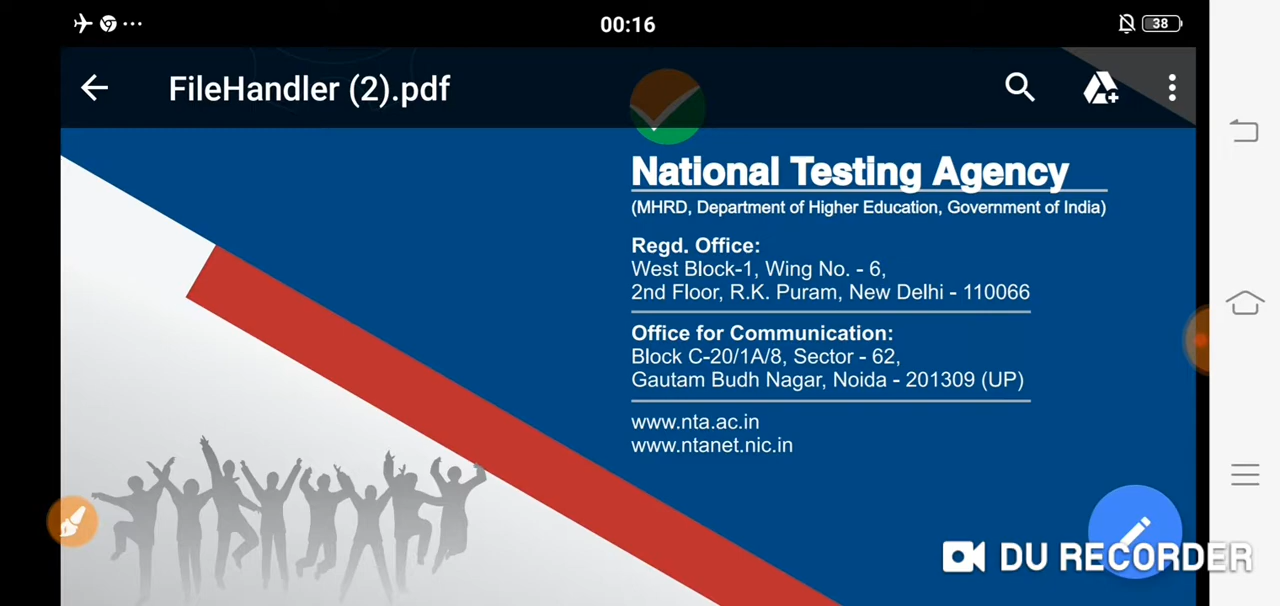 00:16
38
FileHandler (2).pdf
National Testing Agency
(MHRD, Department of Higher Education, Government of India)
Regd. Office:
West Block-1, Wing No. - 6,
2nd Floor, R.K. Puram, New Delhi - 110066
Office for Communication:
Block C-20/1A/8, Sector - 62,
Gautam Budh Nagar, Noida - 201309 (UP)
www.nta.ac.in
www.ntanet.nic.in
DU RECORDER